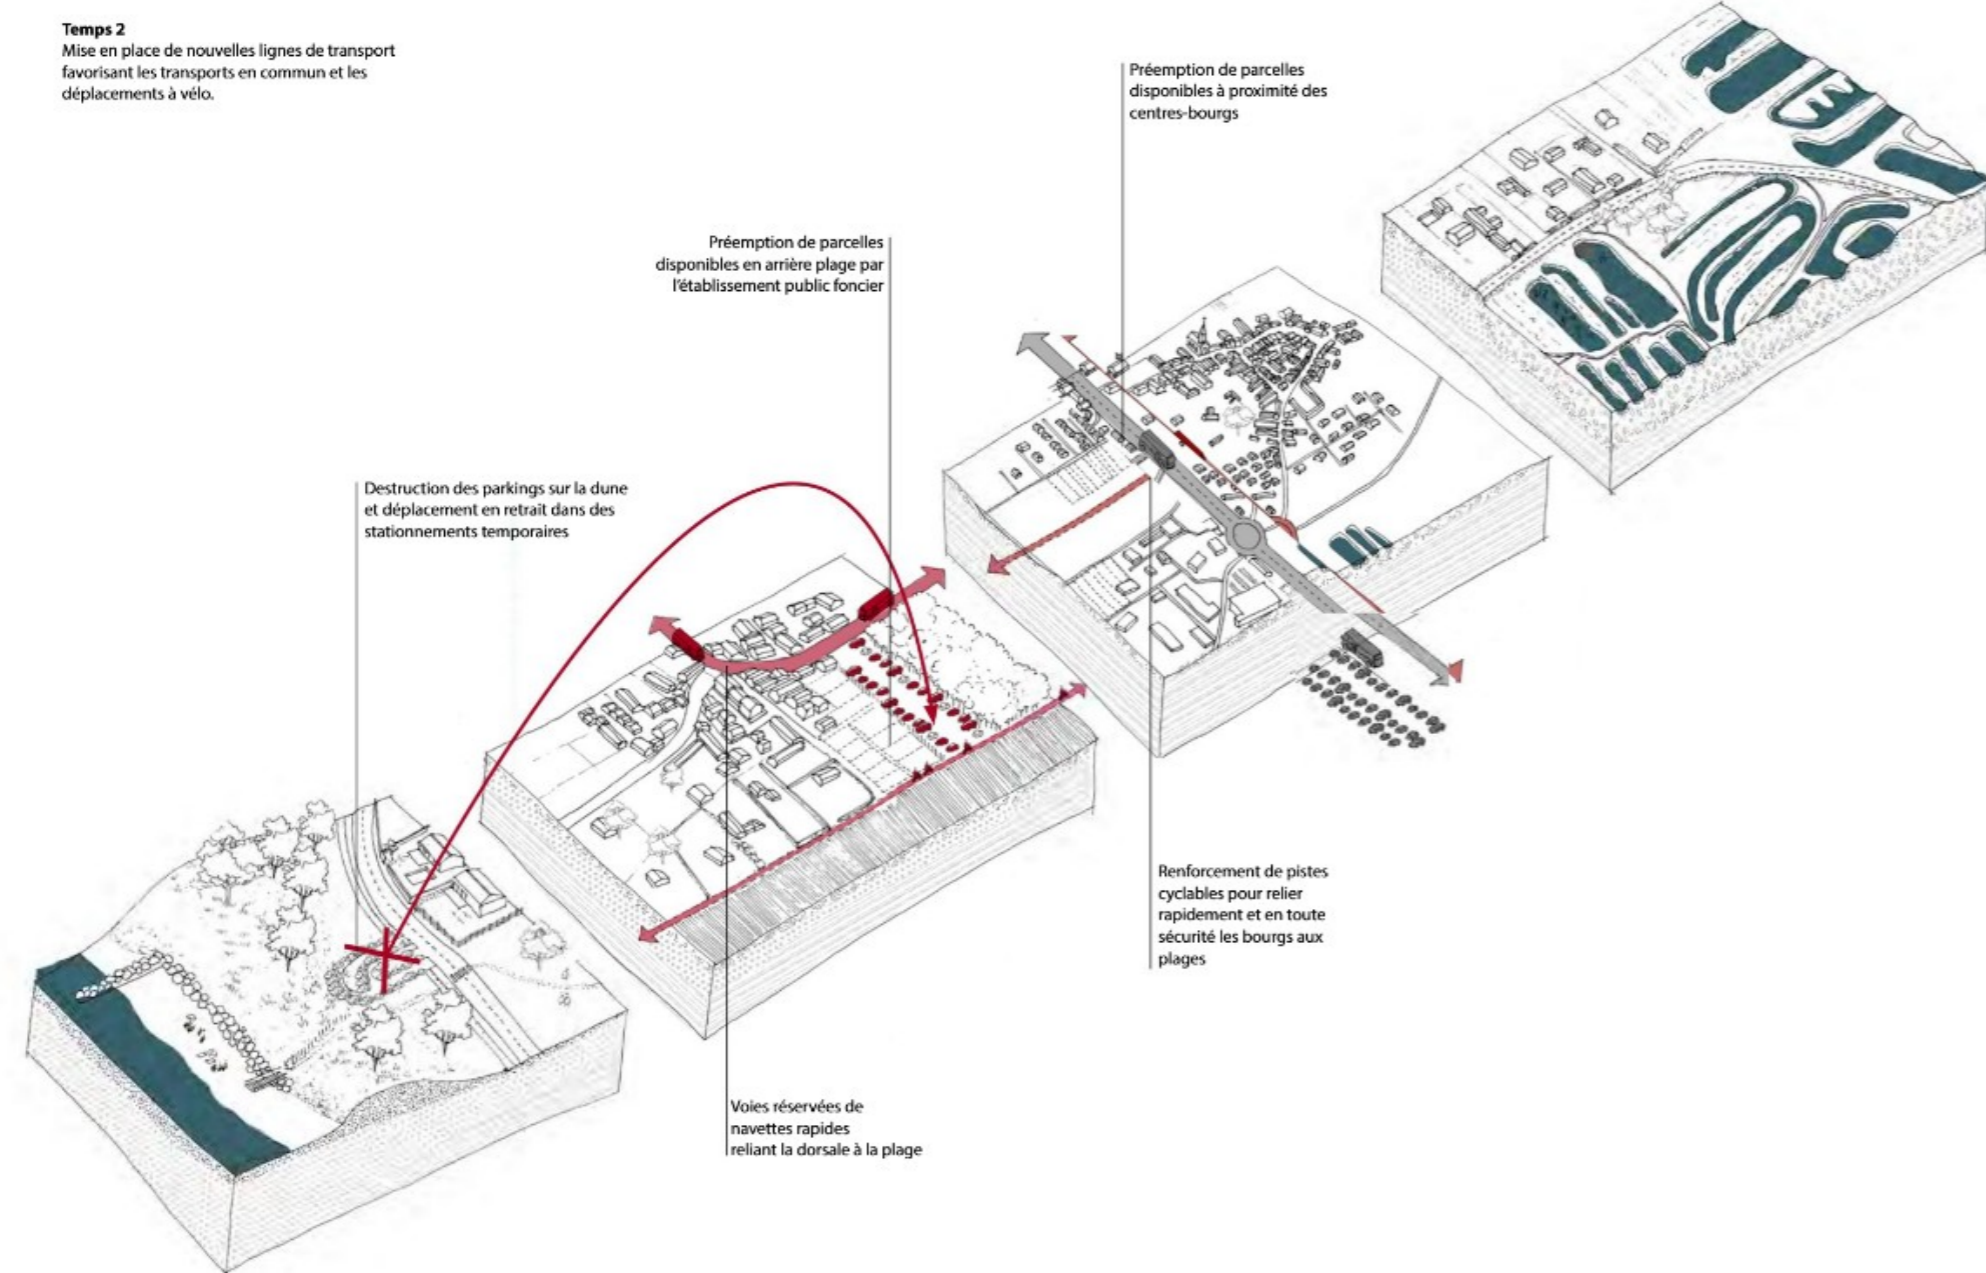 Temps 2
Mise en place de nouvelles lignes de transport
favorisant les transports en commun et les
déplacements à vélo.
Préemption de parcelles
disponibles à proximité des
centres-bourgs
Préemption de parcelles
disponibles en arrière plage par
l'établissement public foncier
Destruction des parkings sur la dune
et déplacement en retrait dans des
stationnements temporaires
Renforcement de pistes
cyclables pour relier
rapidement et en toute
sécurité les bourgs aux
plages
Voies réservées de
navettes rapides
reliant la dorsale à la plage